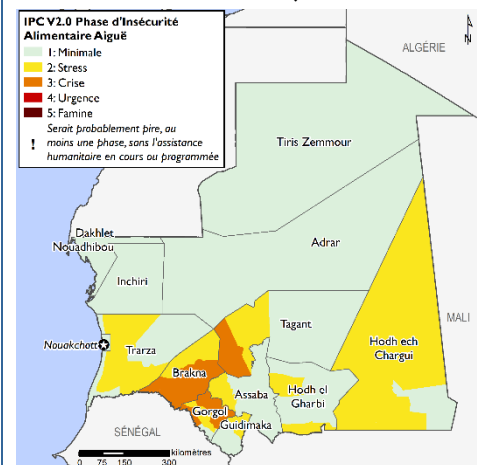 IPC V2.0 Phase d'Insécurité
Alimentaire Aiguë
1: Minimale
2: Stress
3: Crise
4: Urgence
5: Famine
! Serait probablement pire, au
moins une phase, sans l'assistance
humanitaire en cours ou programmée
N
ALGÉRIE
Tiris Zemmour
Dakhlet
Nouadhibou
Adrar
Inchiri
MALI
Tagant
Nouakchott
Trarza
Hodh ech
Chargui
Brakna
Assaba
Hodh el
Gharbi
Gorgol
Guidimaka
SÉNÉGAL
kilomètres
0 75 150 300